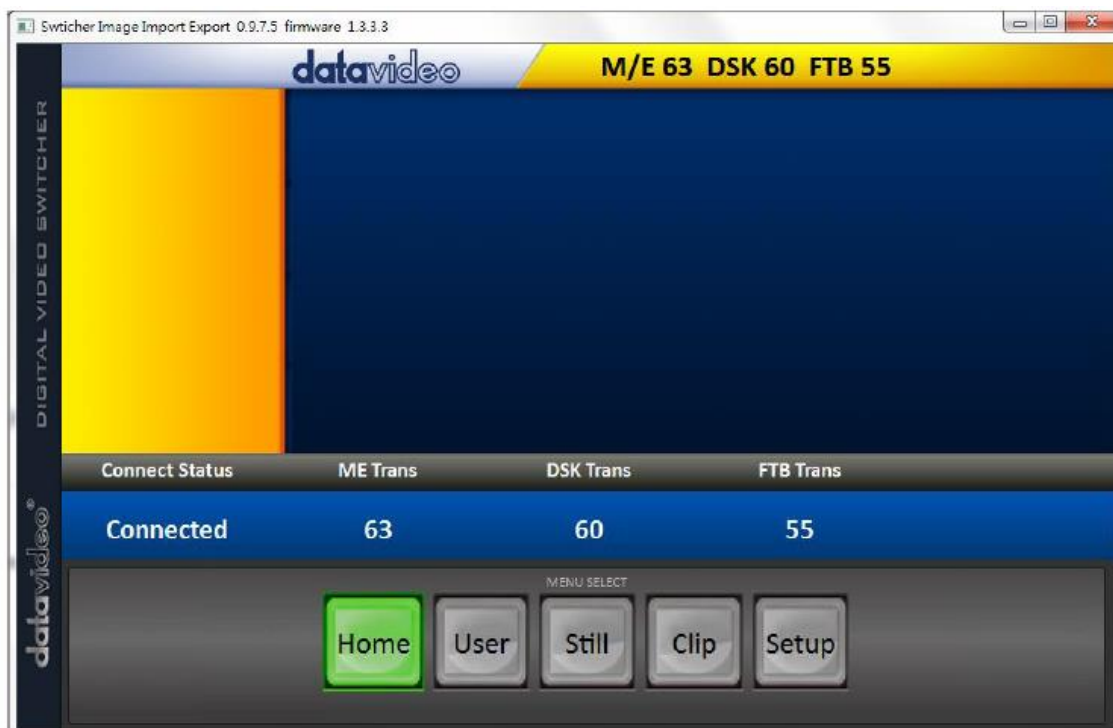 Swticher Image Import Export 0.9.7.5 firmware 1.3.3.3
datavideo
M/E 63 DSK 60 FTB 55
DIGITAL VIDEO SWITCHER
datavideo®
Connect Status ME Trans DSK Trans FTB Trans
Connected 63 60 55
MENU SELECT
Home User Still Clip Setup